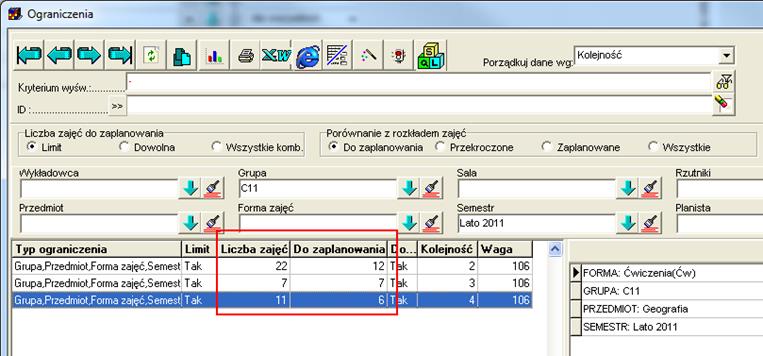 Ograniczenia
Porządkuj dane wg: Kolejność
Kryterium wyśw.:
ID : >>
Liczba zajęć do zaplanowania
Limit Dowolna Wszystkie komb.
Porównanie z rozkładem zajęć
Do zaplanowania Przekroczone Zaplanowane Wszystkie
Wykładowca Grupa Sala Rzutniki
C11
Przedmiot Forma zajęć Semestr Planista
Lato 2011
Typ ograniczenia Limit Liczba zajęć Do zaplanowania Do... Kolejność Waga
Grupa,Przedmiot,Forma zajęć,Semest Tak 22 12 Tak 2 106
Grupa,Przedmiot,Forma zajęć,Semest Tak 7 7 Tak 3 106
Grupa,Przedmiot,Forma zajęć,Semest Tak 11 6 Tak 4 106
FORMA: Ćwiczenia(Ćw)
GRUPA: C11
PRZEDMIOT: Geografia
SEMESTR: Lato 2011